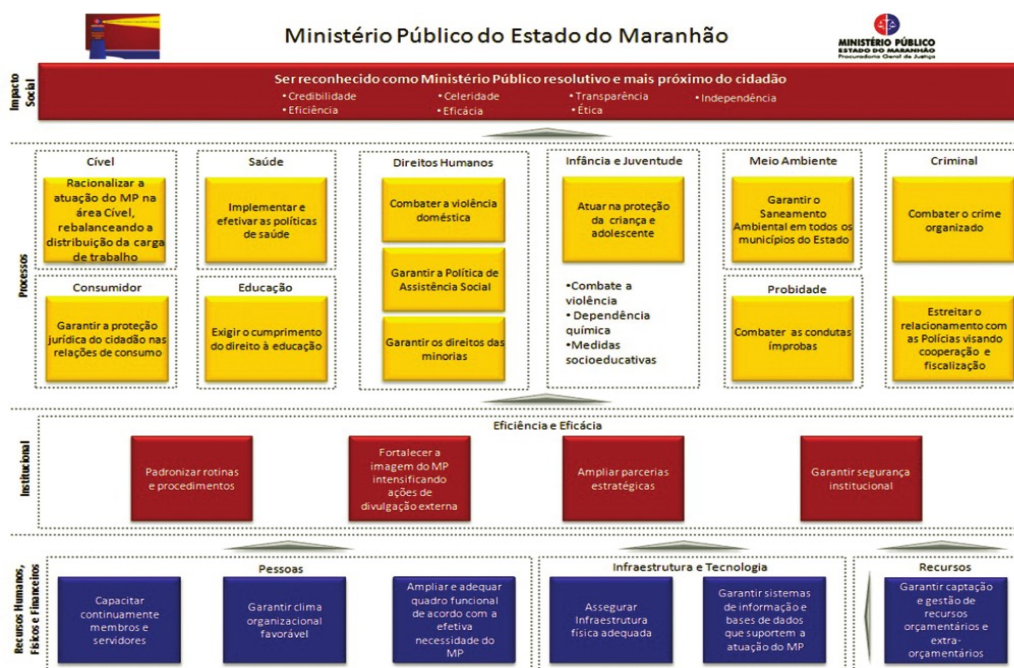 Ministério Público do Estado do Maranhão
MINISTÉRIO PÚBLICO
ESTADO DO MARANHÃO
Procuradoria Geral de Justiça
Impacto
Social
Ser reconhecido como Ministério Público resolutivo e mais próximo do cidadão
•Credibilidade
•Celeridade
•Transparência
•Independência
•Eficiência
•Eficácia
•Ética
Processos
Cível
Racionalizar a
atuação do MP na
área Cível,
rebalanceando a
distribuição da carga
de trabalho
Consumidor
Garantir a proteção
jurídica do cidadão nas
relações de consumo
Saúde
Implementar e
efetivar as políticas
de saúde
Educação
Exigir o cumprimento
do direito à educação
Direitos Humanos
Combater a violência
doméstica
Garantir a Política de
Assistência Social
Garantir os direitos das
minorias
Infância e Juventude
Atuar na proteção
da criança e
adolescente
•Combate a
violência
• Dependência
química
•Medidas
socioeducativas
Meio Ambiente
Garantir o
Saneamento
Ambiental em todos os
municípios do Estado
Probidade
Combater as condutas
ímprobas
Criminal
Combater o crime
organizado
Estreitar o
relacionamento com
as Polícias visando
cooperação e
fiscalização
Institucional
Eficiência e Eficácia
Padronizar rotinas
e procedimentos
Fortalecer a
imagem do MP
intensificando
ações de
divulgação externa
Ampliar parcerias
estratégicas
Garantir segurança
institucional
Recursos Humanos,
Físicos e Financeiros
Pessoas
Capacitar
continuamente
membros e
servidores
Garantir clima
organizacional
favorável
Ampliar e adequar
quadro funcional
de acordo com a
efetiva
necessidade do
MP
Infraestrutura e Tecnologia
Assegurar
Infraestrutura
física adequada
Garantir sistemas
de informação e
bases de dados
que suportem a
atuação do MP
Recursos
Garantir captação
e gestão de
recursos
orçamentários e
extra-
orçamentários